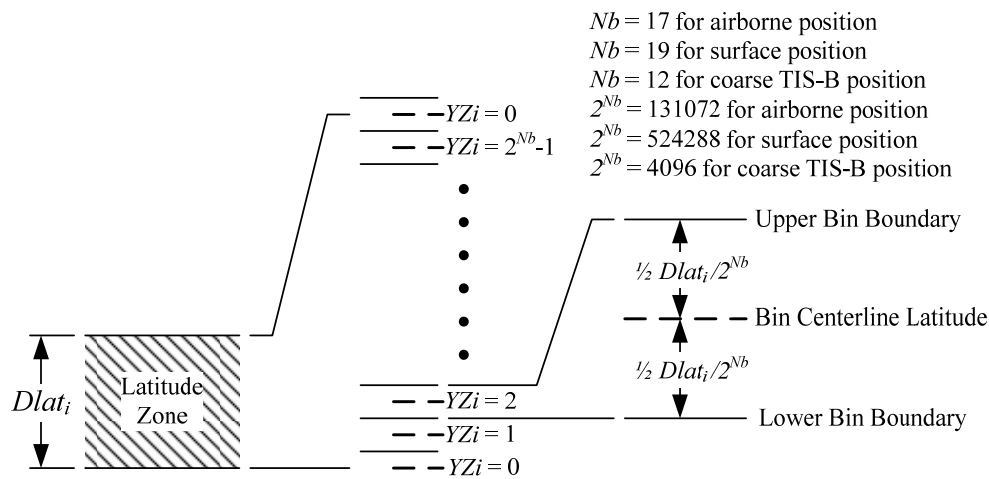 Nb = 17 for airborne position
Nb = 19 for surface position
Nb = 12 for coarse TIS-B position
2^Nb = 131072 for airborne position
2^Nb = 524288 for surface position
2^Nb = 4096 for coarse TIS-B position
YZi = 0
YZi = 2^Nb-1
Upper Bin Boundary
½ Dlat_i/2^Nb
Bin Centerline Latitude
½ Dlat_i/2^Nb
Lower Bin Boundary
Dlat_i
Latitude
Zone
YZi = 2
YZi = 1
YZi = 0